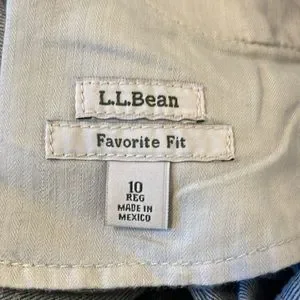 L.L.Bean
Favorite Fit
10
REG
MADE IN
MEXICO